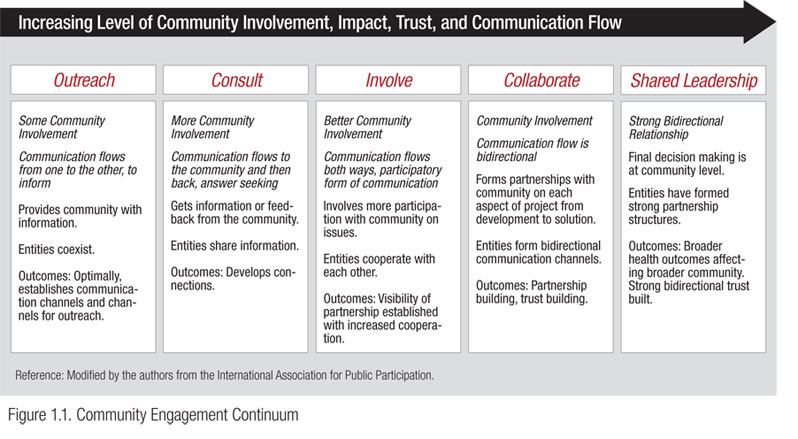 Increasing Level of Community Involvement, Impact, Trust, and Communication Flow
Outreach
Some Community
Involvement
Communication flows
from one to the other, to
inform
Provides community with
information.
Entities coexist.
Outcomes: Optimally,
establishes communica-
tion channels and chan-
nels for outreach.
Consult
More Community
Involvement
Communication flows to
the community and then
back, answer seeking
Gets information or feed-
back from the community.
Entities share information.
Outcomes: Develops con-
nections.
Involve
Better Community
Involvement
Communication flows
both ways, participatory
form of communication
Involves more participa-
tion with community on
issues.
Entities cooperate with
each other.
Outcomes: Visibility of
partnership established
with increased coopera-
tion.
Collaborate
Community Involvement
Communication flow is
bidirectional
Forms partnerships with
community on each
aspect of project from
development to solution.
Entities form bidirectional
communication channels.
Outcomes: Partnership
building, trust building.
Shared Leadership
Strong Bidirectional
Relationship
Final decision making is
at community level.
Entities have formed
strong partnership
structures.
Outcomes: Broader
health outcomes affect-
ing broader community.
Strong bidirectional trust
built.
Reference: Modified by the authors from the International Association for Public Participation.
Figure 1.1. Community Engagement Continuum